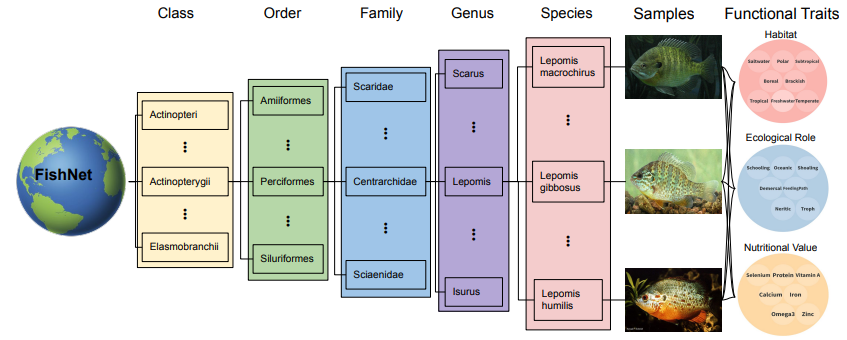 Class Order Family Genus Species Samples Functional Traits
FishNet
Actinopteri
Actinopterygii
Elasmobranchii
Amiiformes
Perciformes
Siluriformes
Scaridae
Centrarchidae
Sciaenidae
Scarus
Lepomis
Isurus
Lepomis
macrochirus
Lepomis
gibbosus
Lepomis
humilis
Habitat
Saltwater Polar Subtropical
Boreal Brackish
Tropical Freshwater Temperate
Ecological Role
Schooling Oceanic Shoaling
Demersal FeedingPath
Neritic Troph
Nutritional Value
Selenium Protein Vitamin A
Calcium Iron
Omega3 Zinc